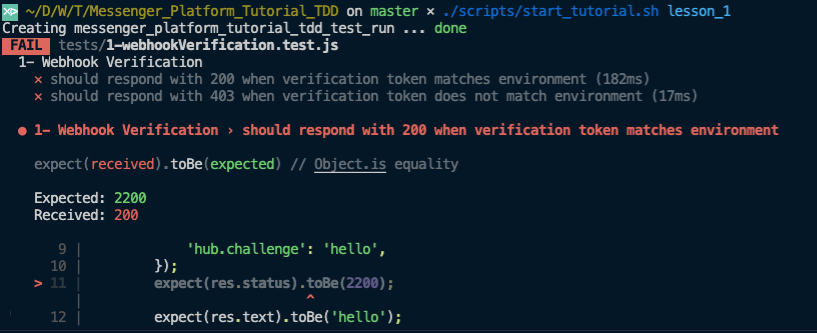 ~/D/W/T/Messenger_Platform_Tutorial_TDD on master × ./scripts/start_tutorial.sh lesson_1
Creating messenger_platform_tutorial_tdd_test_run ... done
FAIL tests/1-webhookVerification.test.js
1- Webhook Verification
× should respond with 200 when verification token matches environment (182ms)
× should respond with 403 when verification token does not match environment (17ms)
● 1- Webhook Verification › should respond with 200 when verification token matches environment
expect(received).toBe(expected) // Object.is equality
Expected: 2200
Received: 200
9 | 'hub.challenge': 'hello',
10 | });
> 11 | expect(res.status).toBe(2200);
| ^
12 | expect(res.text).toBe('hello');